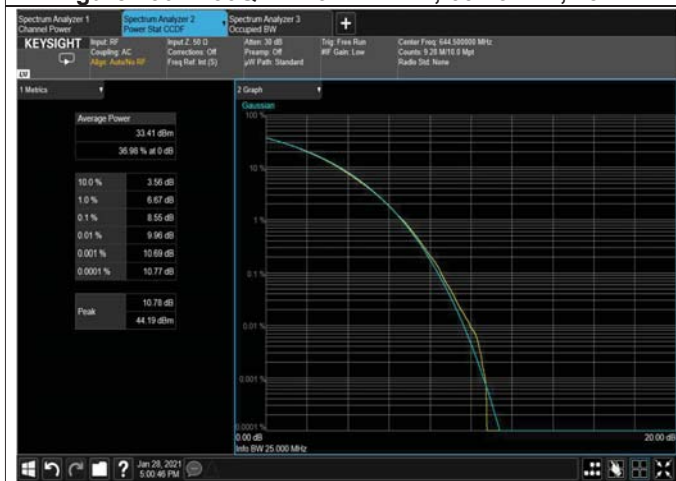 Spectrum Analyzer 1
Channel Power
Spectrum Analyzer 2
Power Stat CCDF
Spectrum Analyzer 3
Occupied BW
KEYSIGHT
Input: RF
Coupling: AC
Align: Auto/No RF
Input Z: 50 Ω
Corrections: Off
Freq Ref: Int (S)
Atten: 30 dB
Preamp: Off
µW Path: Standard
Trig: Free Run
#IF Gain: Low
Center Freq: 644.500000 MHz
Counts: 9.28 M/10.0 Mpt
Radio Std: None
1 Metrics
Average Power
33.41 dBm
36.98 % at 0 dB
10.0 % 3.56 dB
1.0 % 6.67 dB
0.1 % 8.55 dB
0.01 % 9.96 dB
0.001 % 10.69 dB
0.0001 % 10.77 dB
Peak
10.78 dB
44.19 dBm
2 Graph
Gaussian
100 %
10 %
1 %
0.1 %
0.01 %
0.001 %
0.0001 %
0.00 dB
20.00 dB
Info BW 25.000 MHz
Jan 28, 2021
5:00:46 PM